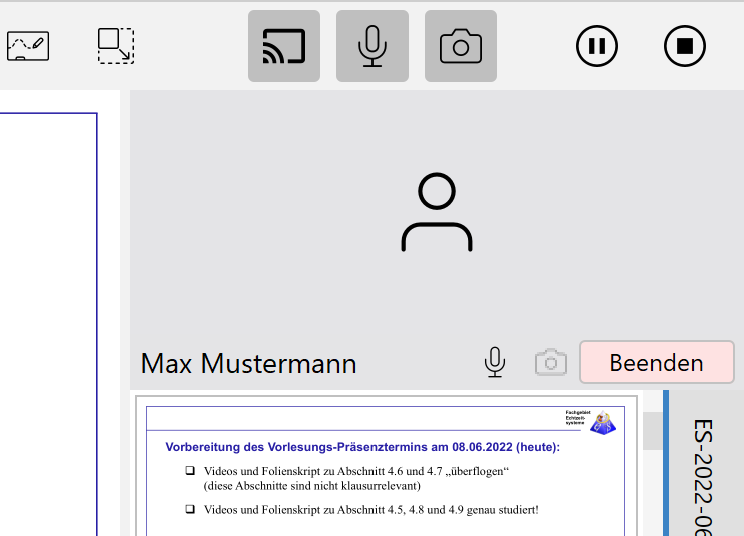 Max Mustermann
Beenden
Fachgebiet
Echtzeit-
systeme
Vorbereitung des Vorlesungs-Präsenztermins am 08.06.2022 (heute):
Videos und Folienskript zu Abschnitt 4.6 und 4.7 „überflogen“
(diese Abschnitte sind nicht klausurrelevant)
Videos und Folienskript zu Abschnitt 4.5, 4.8 und 4.9 genau studiert!
ES-2022-06